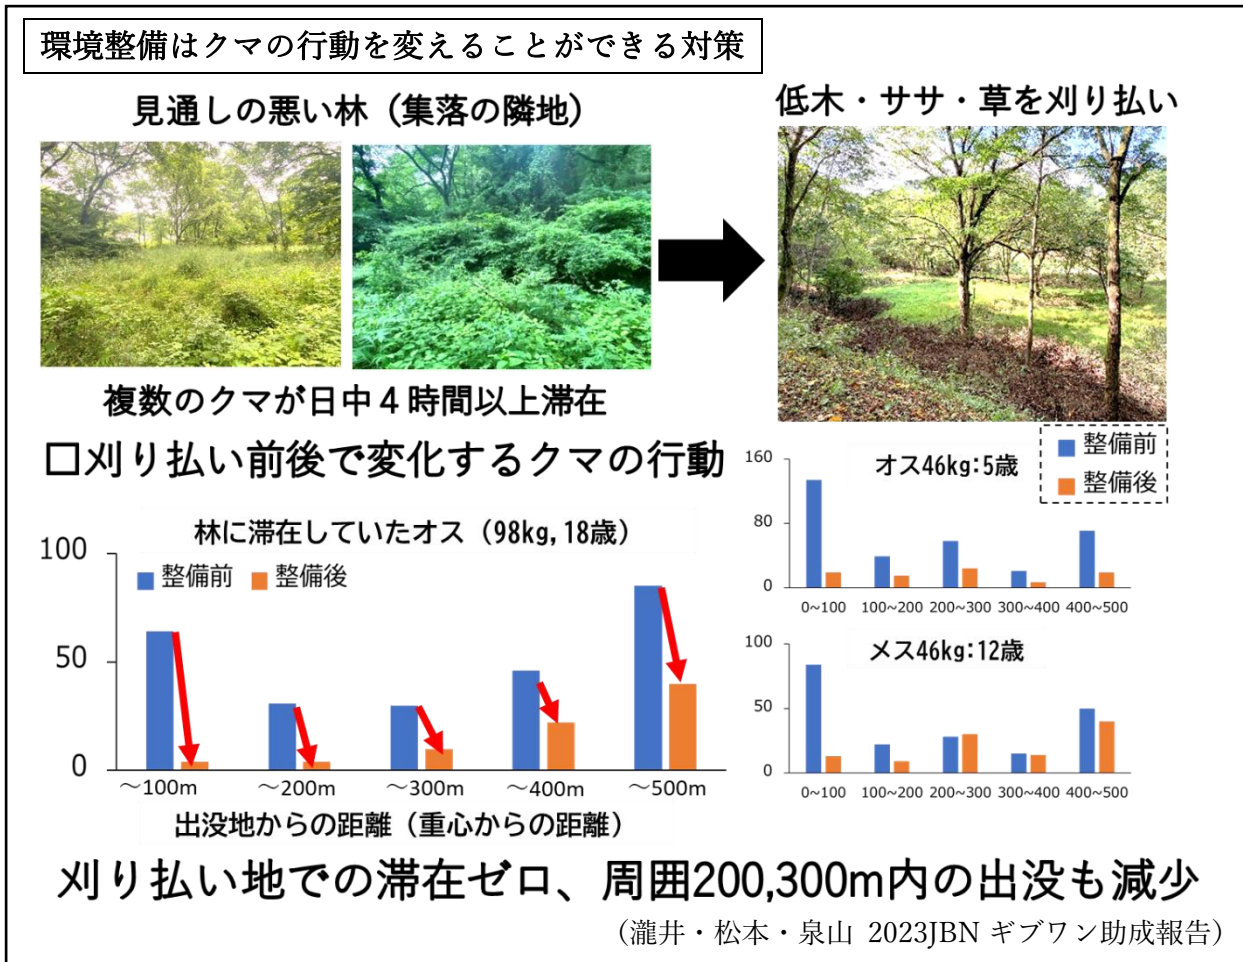 環境整備はクマの行動を変えることができる対策
見通しの悪い林（集落の隣地）
低木・ササ・草を刈り払い
複数のクマが日中４時間以上滞在
□刈り払い前後で変化するクマの行動
林に滞在していたオス（98kg,18歳）
整備前 整備後
100
50
0
～100m ～200m ～300m ～400m ～500m
出没地からの距離（重心からの距離）
整備前
整備後
オス46kg:5歳
160
80
0
0~100 100~200 200~300 300~400 400~500
メス46kg:12歳
100
50
0
0~100 100~200 200~300 300~400 400~500
刈り払い地での滞在ゼロ、周囲200,300m内の出没も減少
（瀧井・松本・泉山 2023JBN ギブワン助成報告）